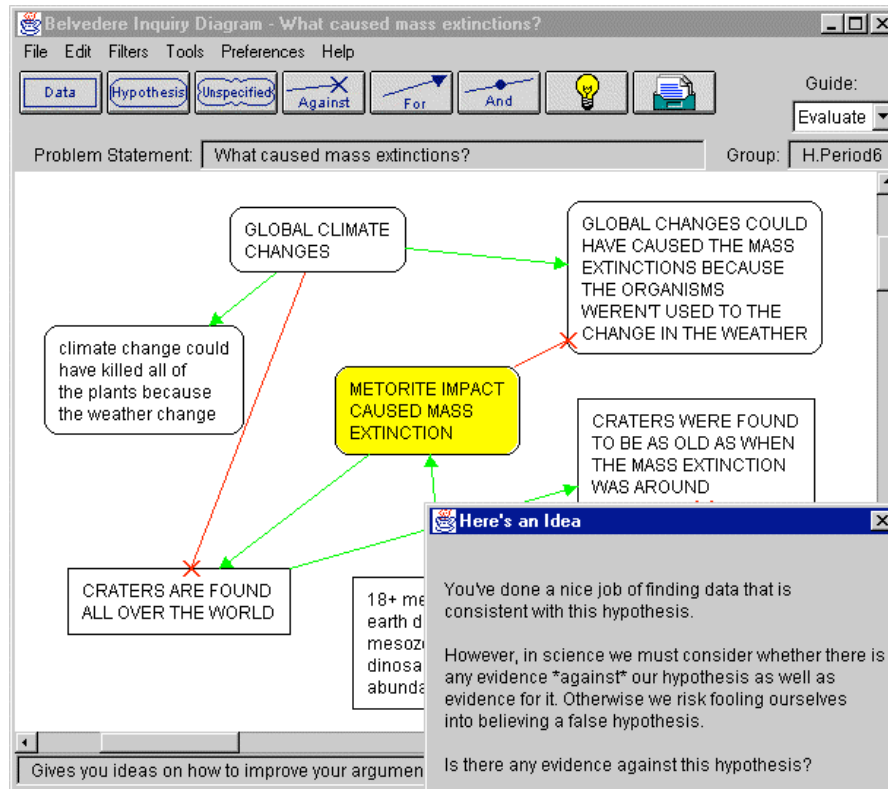 Belvedere Inquiry Diagram - What caused mass extinctions?
File Edit Filters Tools Preferences Help
Data
Hypothesis
Unspecified
Against
For
And
Guide:
Evaluate
Problem Statement: What caused mass extinctions?
Group: H.Period6
GLOBAL CLIMATE
CHANGES
GLOBAL CHANGES COULD
HAVE CAUSED THE MASS
EXTINCTIONS BECAUSE
THE ORGANISMS
WEREN'T USED TO THE
CHANGE IN THE WEATHER
climate change could
have killed all of
the plants because
the weather change
METORITE IMPACT
CAUSED MASS
EXTINCTION
CRATERS WERE FOUND
TO BE AS OLD AS WHEN
THE MASS EXTINCTION
WAS AROUND
CRATERS ARE FOUND
ALL OVER THE WORLD
18+ me
earth d
mesozo
dinosa
abunda
Here's an Idea
You've done a nice job of finding data that is
consistent with this hypothesis.
However, in science we must consider whether there is
any evidence *against* our hypothesis as well as
evidence for it. Otherwise we risk fooling ourselves
into believing a false hypothesis.
Is there any evidence against this hypothesis?
Gives you ideas on how to improve your argumen